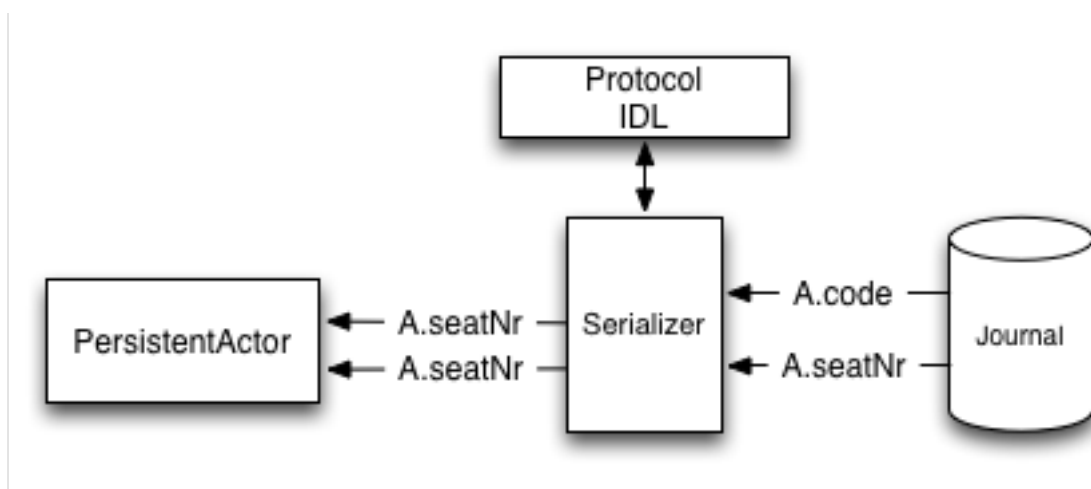 Protocol
IDL
A.code
A.seatNr
Serializer
Journal
PersistentActor
A.seatNr
A.seatNr